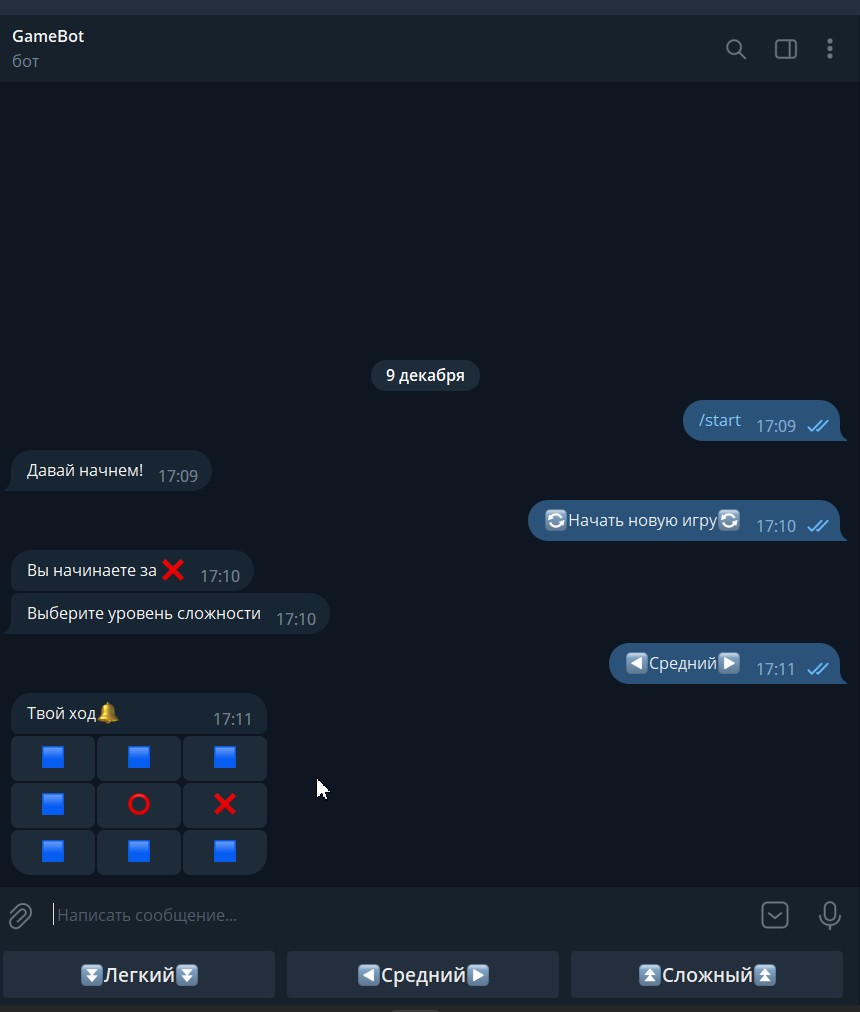 GameBot
бот
9 декабря
/start 17:09
Давай начнем! 17:09
🔄Начать новую игру🔄 17:10
Вы начинаете за ❌ 17:10
Выберите уровень сложности 17:10
◀️Средний▶️ 17:11
Твой ход🔔 17:11
Написать сообщение...
⏬Легкий⏬ ◀️Средний▶️ ⏫Сложный⏫